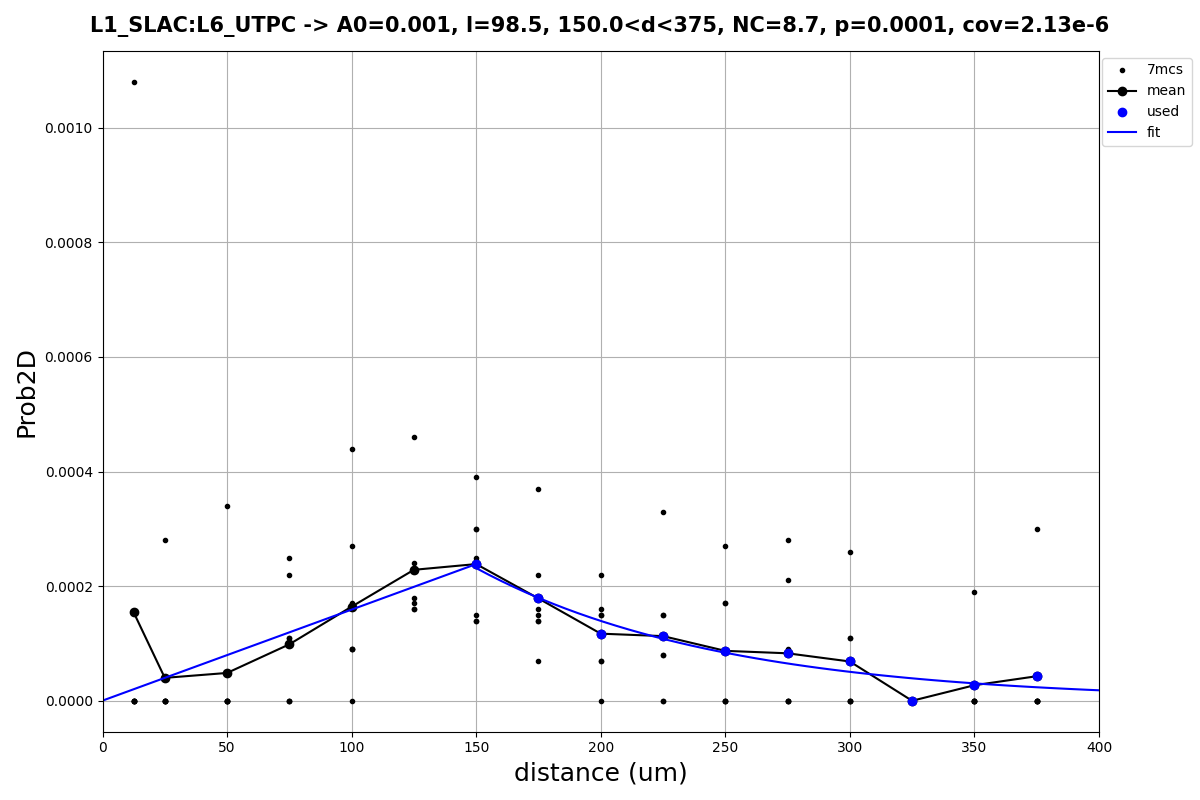 L1_SLAC:L6_UTPC -> A0=0.001, l=98.5, 150.0<d<375, NC=8.7, p=0.0001, cov=2.13e-6
7mcs
mean
used
fit
Prob2D
0.0010
0.0008
0.0006
0.0004
0.0002
0.0000
0 50 100 150 200 250 300 350 400
distance (um)